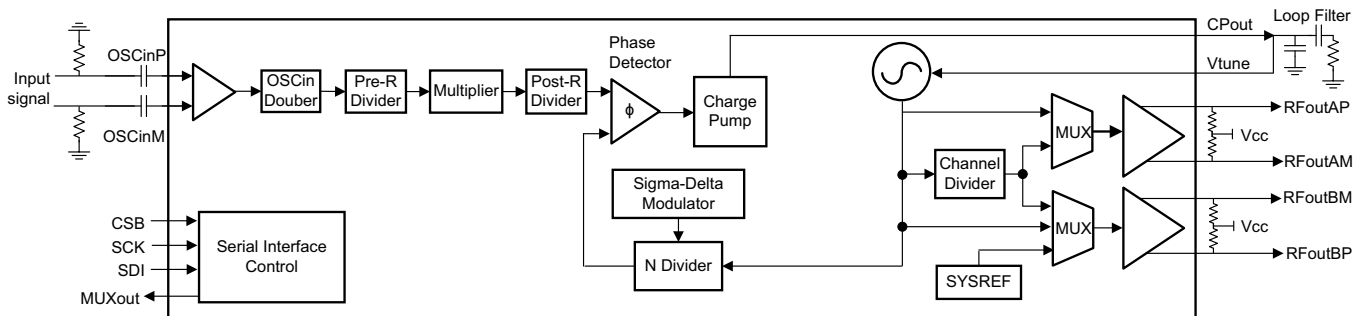 CPout
Loop Filter
OSCinP
Phase
Detector
Vtune
Input
signal
OSCin
Douber
Pre-R
Divider
Multiplier
Post-R
Divider
ϕ
Charge
Pump
MUX
RFoutAP
Vcc
OSCinM
RFoutAM
Channel
Divider
Sigma-Delta
Modulator
RFoutBM
CSB
SCK
SDI
MUXout
Serial Interface
Control
MUX
Vcc
N Divider
RFoutBP
SYSREF